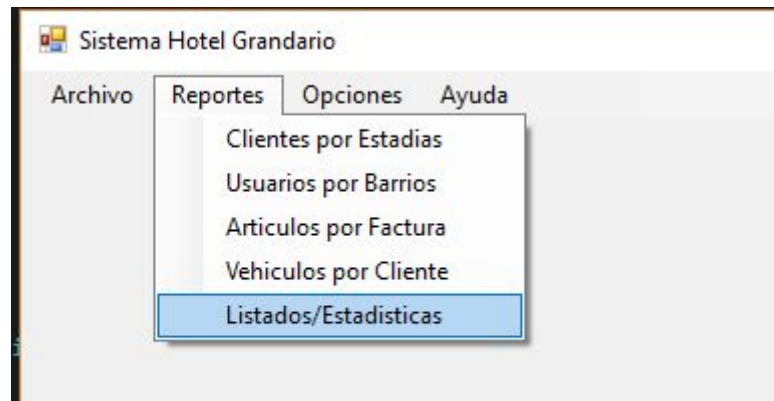 Sistema Hotel Grandario
Archivo Reportes Opciones Ayuda
Clientes por Estadias
Usuarios por Barrios
Articulos por Factura
Vehiculos por Cliente
Listados/Estadisticas